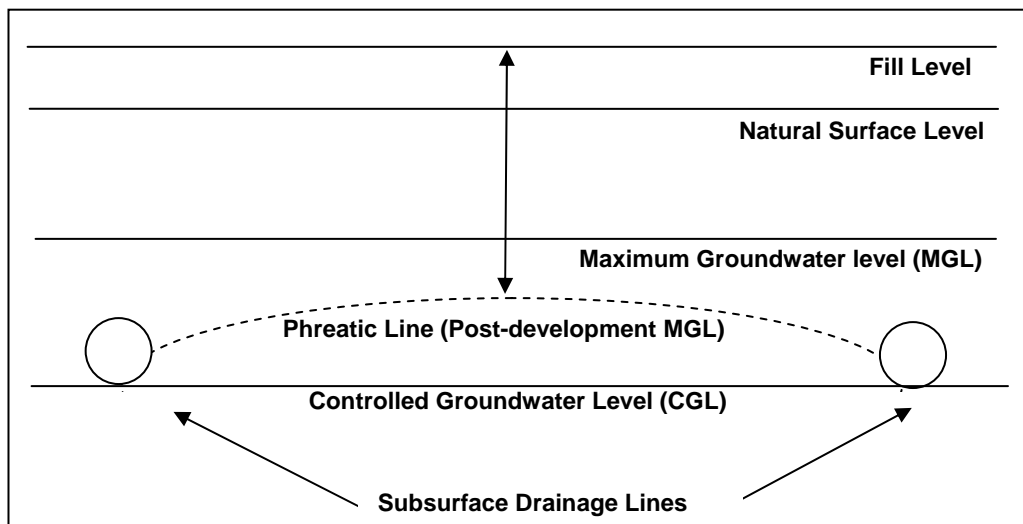 Fill Level
Natural Surface Level
Maximum Groundwater level (MGL)
Phreatic Line (Post-development MGL)
Controlled Groundwater Level (CGL)
Subsurface Drainage Lines